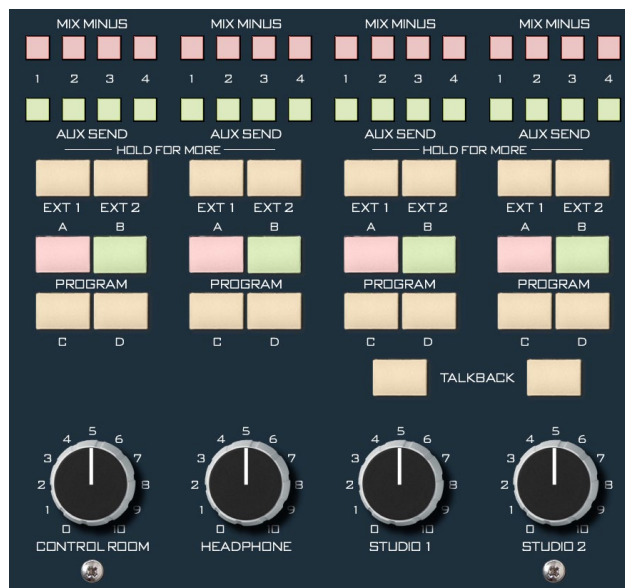 MIX MINUS MIX MINUS MIX MINUS MIX MINUS
1 2 3 4 1 2 3 4 1 2 3 4 1 2 3 4
AUX SEND AUX SEND AUX SEND AUX SEND
HOLD FOR MORE HOLD FOR MORE
EXT 1 EXT 2 EXT 1 EXT 2 EXT 1 EXT 2 EXT 1 EXT 2
A B A B A B A B
PROGRAM PROGRAM PROGRAM PROGRAM
C D C D C D C D
TALKBACK
0 1 2 3 4 5 6 7 8 9 10 0 1 2 3 4 5 6 7 8 9 10 0 1 2 3 4 5 6 7 8 9 10 0 1 2 3 4 5 6 7 8 9 10
CONTROL ROOM HEADPHONE STUDIO 1 STUDIO 2